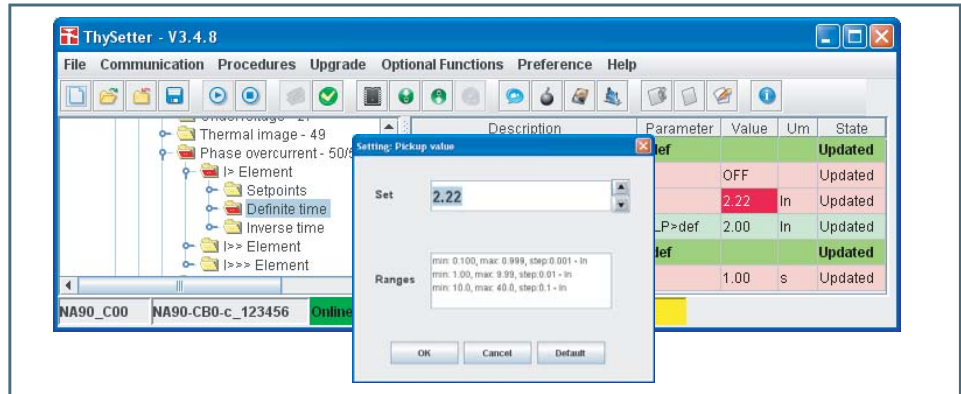 ThySetter - V3.4.8
File Communication Procedures Upgrade Optional Functions Preference Help
Description Parameter Value Um State
Thermal image - 49
Phase overcurrent - 50/5
I> Element
Setpoints
Definite time
Inverse time
I>> Element
I>>> Element
def Updated
OFF Updated
2.22 In Updated
LP>def 2.00 In Updated
def Updated
1.00 s Updated
Setting: Pickup value
Set 2.22
Ranges
min: 0.100, max: 0.999, step:0.001 - In
min: 1.00, max: 9.99, step:0.01 - In
min: 10.0, max: 40.0, step:0.1 - In
OK Cancel Default
NA90_C00 NA90-CB0-c_123456 Online